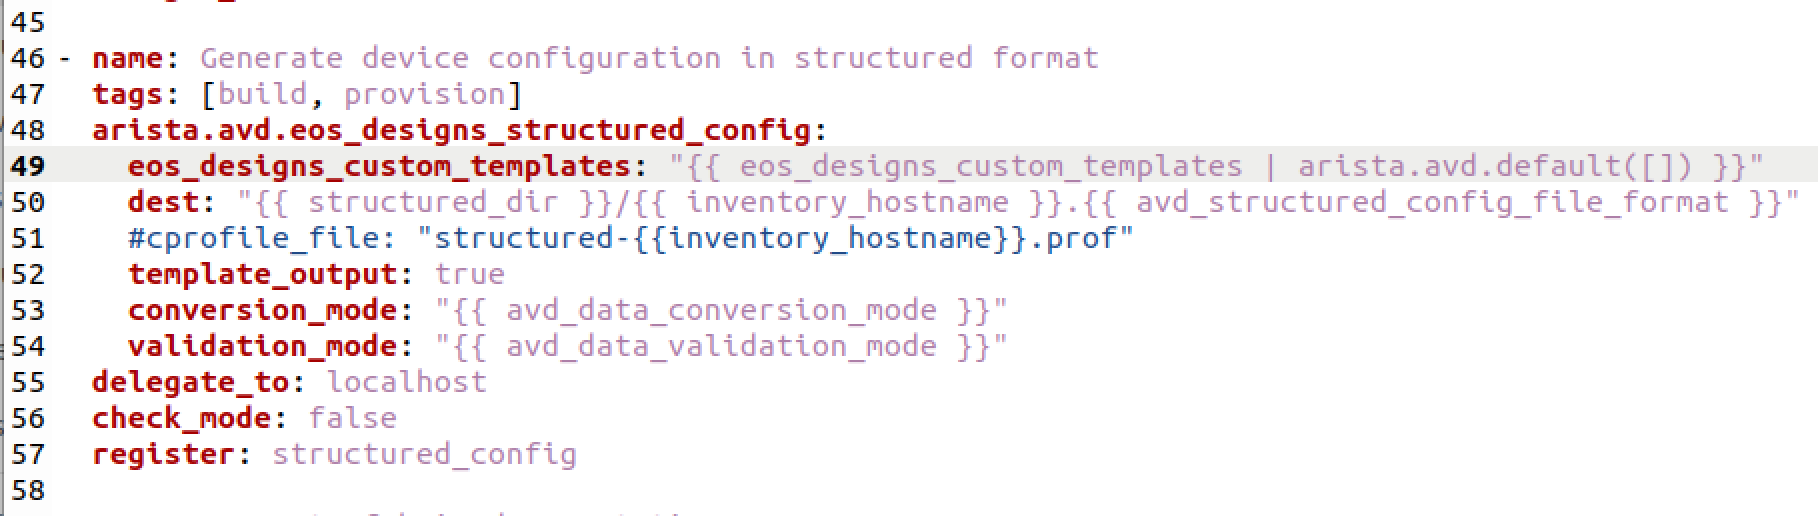 45
46 - name: Generate device configuration in structured format
47 tags: [build, provision]
48 arista.avd.eos_designs_structured_config:
49 eos_designs_custom_templates: "{{ eos_designs_custom_templates | arista.avd.default([]) }}"
50 dest: "{{ structured_dir }}/{{ inventory_hostname }}.{{ avd_structured_config_file_format }}"
51 #cprofile_file: "structured-{{inventory_hostname}}.prof"
52 template_output: true
53 conversion_mode: "{{ avd_data_conversion_mode }}"
54 validation_mode: "{{ avd_data_validation_mode }}"
55 delegate_to: localhost
56 check_mode: false
57 register: structured_config
58